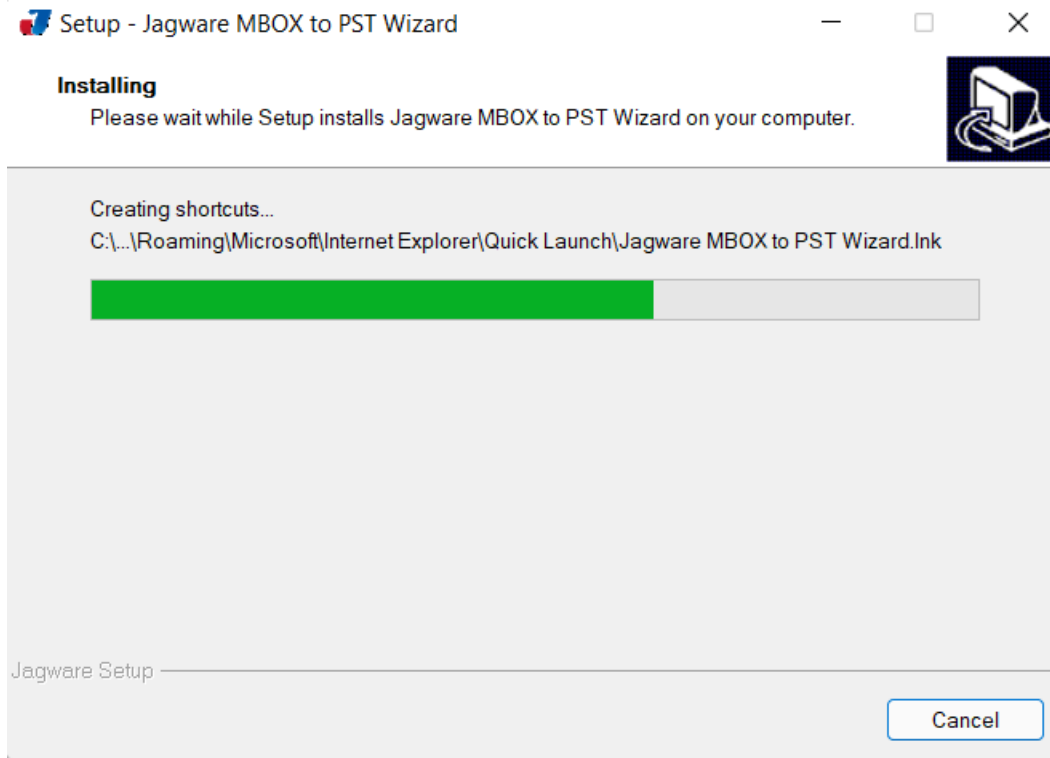 Setup - Jagware MBOX to PST Wizard
Installing
Please wait while Setup installs Jagware MBOX to PST Wizard on your computer.
Creating shortcuts...
C:\...\Roaming\Microsoft\Internet Explorer\Quick Launch\Jagware MBOX to PST Wizard.lnk
Jagware Setup
Cancel